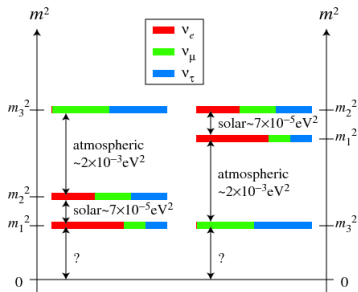 m²
m²
νe
νμ
ντ
m₃²
atmospheric
~2×10⁻³eV²
m₂²
solar~7×10⁻⁵eV²
m₁²
?
0
m₂²
solar~7×10⁻⁵eV²
m₁²
atmospheric
~2×10⁻³eV²
m₃²
?
0